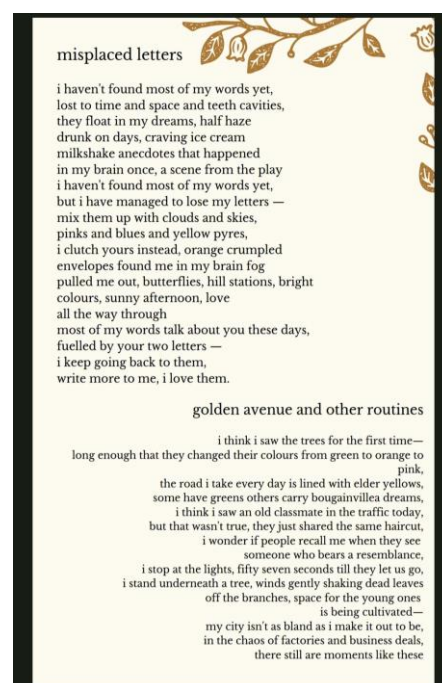 misplaced letters
i haven't found most of my words yet,
lost to time and space and teeth cavities,
they float in my dreams, half haze
drunk on days, craving ice cream
milkshake anecdotes that happened
in my brain once, a scene from the play
i haven't found most of my words yet,
but i have managed to lose my letters —
mix them up with clouds and skies,
pinks and blues and yellow pyres,
i clutch yours instead, orange crumpled
envelopes found me in my brain fog
pulled me out, butterflies, hill stations, bright
colours, sunny afternoon, love
all the way through
most of my words talk about you these days,
fuelled by your two letters —
i keep going back to them,
write more to me, i love them.
golden avenue and other routines
i think i saw the trees for the first time—
long enough that they changed their colours from green to orange to
pink,
the road i take every day is lined with elder yellows,
some have greens others carry bougainvillea dreams,
i think i saw an old classmate in the traffic today,
but that wasn't true, they just shared the same haircut,
i wonder if people recall me when they see
someone who bears a resemblance,
i stop at the lights, fifty seven seconds till they let us go,
i stand underneath a tree, winds gently shaking dead leaves
off the branches, space for the young ones
is being cultivated—
my city isn't as bland as i make it out to be,
in the chaos of factories and business deals,
there still are moments like these